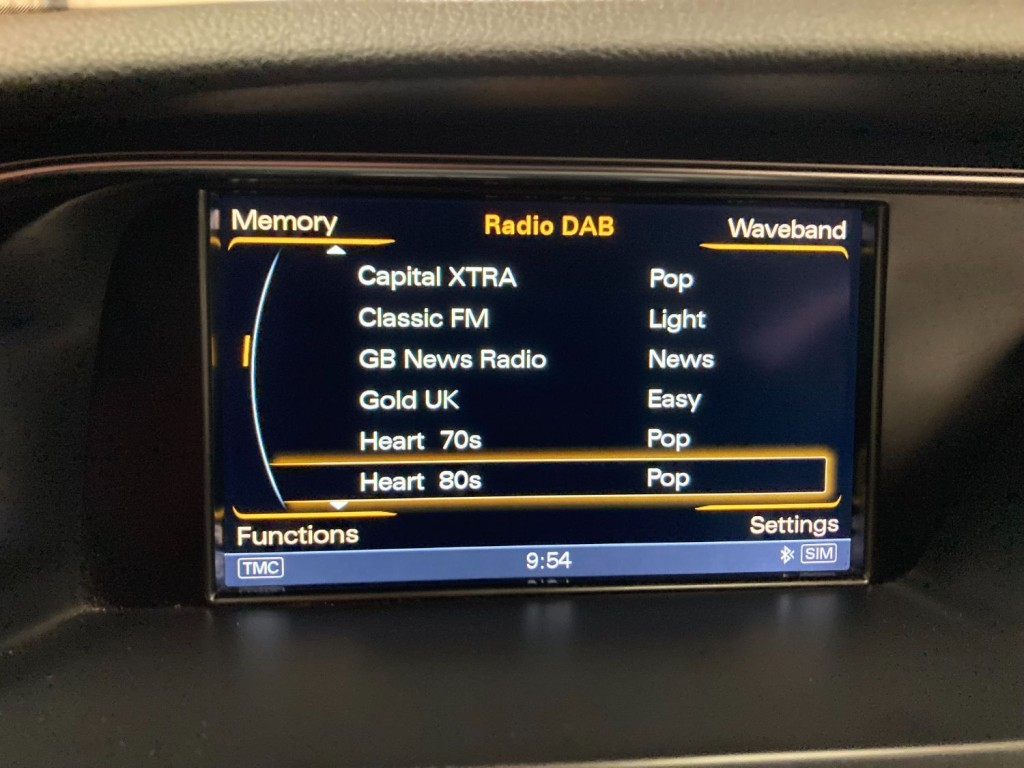 Memory Radio DAB Waveband
Capital XTRA Pop
Classic FM Light
GB News Radio News
Gold UK Easy
Heart 70s Pop
Heart 80s Pop
Functions Settings
TMC 9:54 SIM